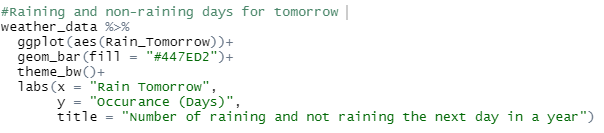 #Raining and non-raining days for tomorrow
weather_data %>%
  ggplot(aes(Rain_Tomorrow))+
  geom_bar(fill = "#447ED2")+
  theme_bw()+
  labs(x = "Rain Tomorrow",
       y = "Occurance (Days)",
       title = "Number of raining and not raining the next day in a year")